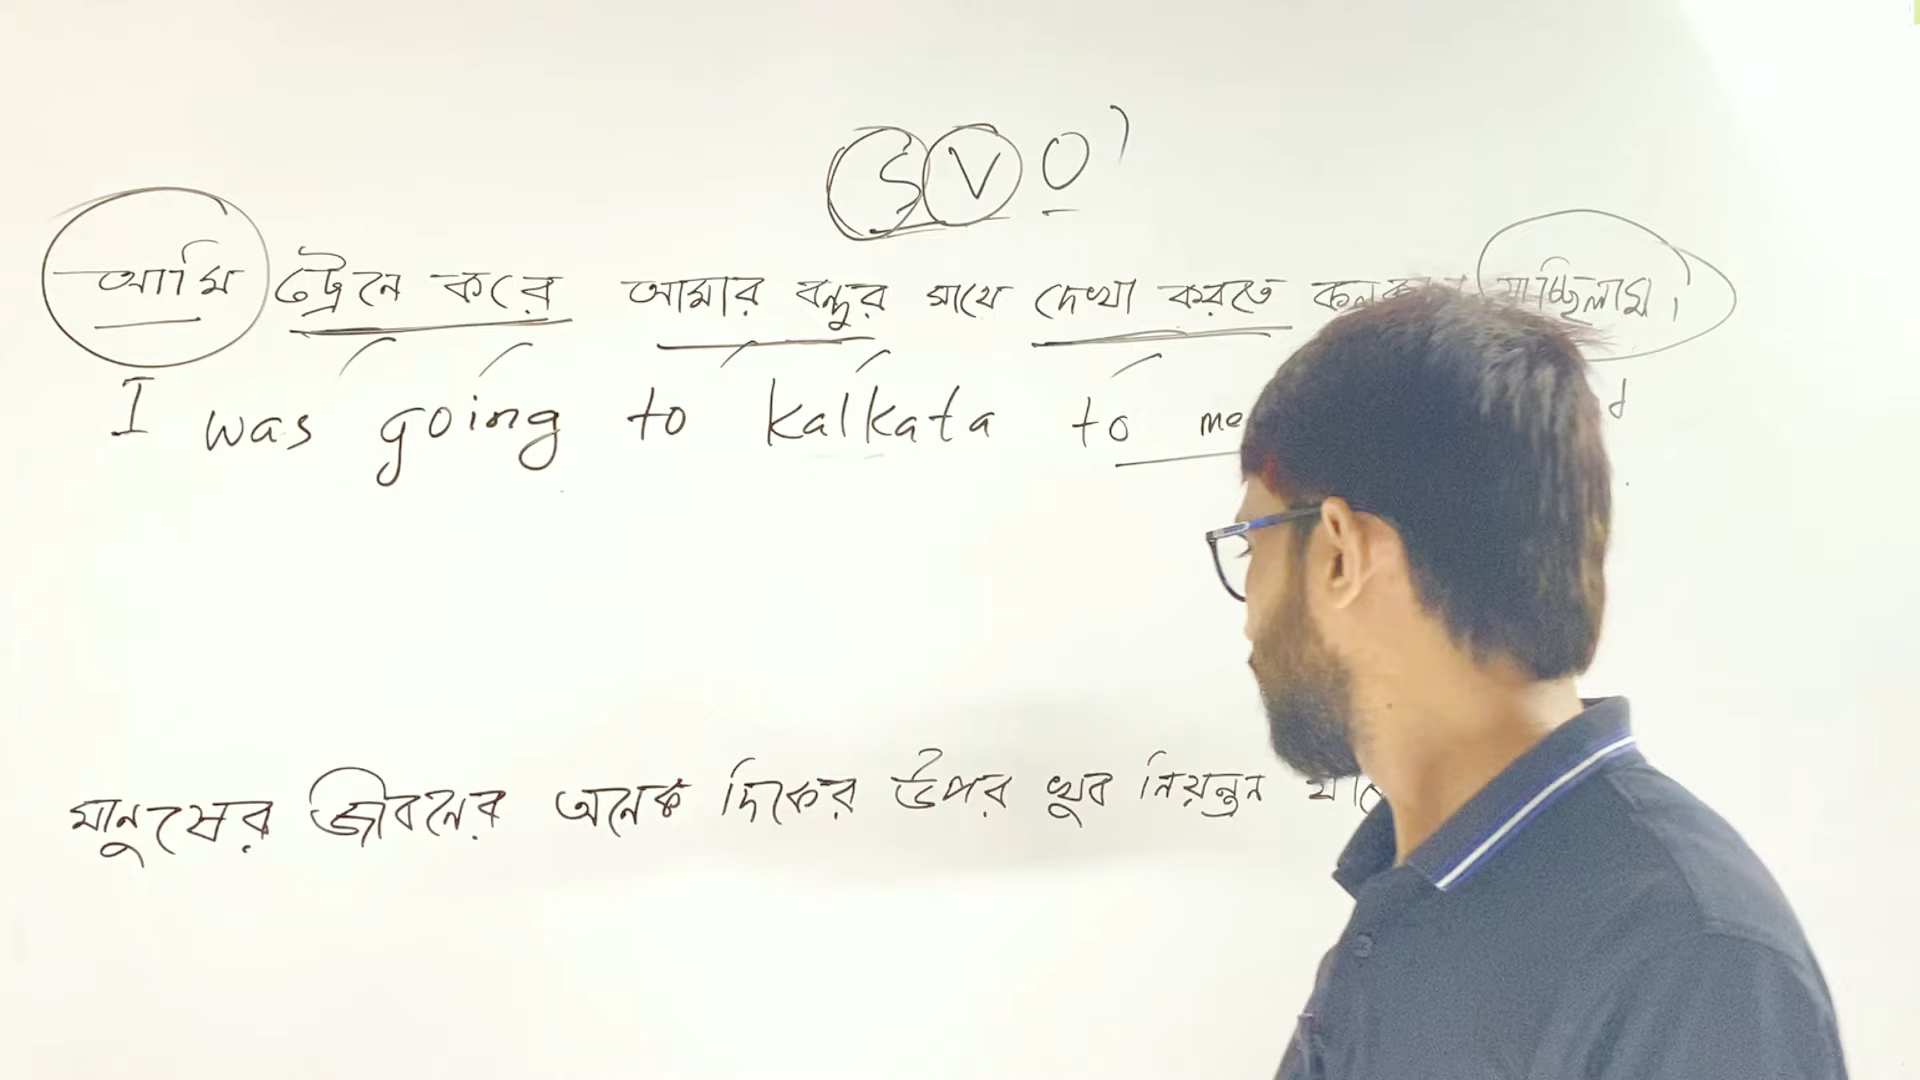 S V O
আমি ট্রেনে করে আমার বন্ধুর সাথে দেখা করতে যাচ্ছিলাম।
I was going to kalkata to
মানুষের জীবনের অনেক দিকের উপর খুব নিয়ন্ত্রন